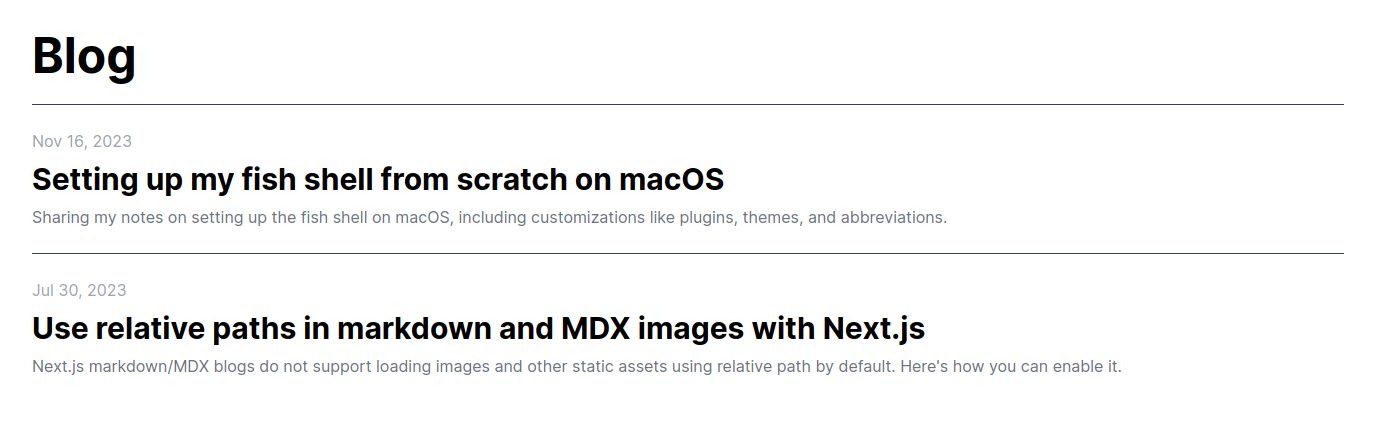 Blog
Nov 16, 2023
Setting up my fish shell from scratch on macOS
Sharing my notes on setting up the fish shell on macOS, including customizations like plugins, themes, and abbreviations.
Jul 30, 2023
Use relative paths in markdown and MDX images with Next.js
Next.js markdown/MDX blogs do not support loading images and other static assets using relative path by default. Here's how you can enable it.